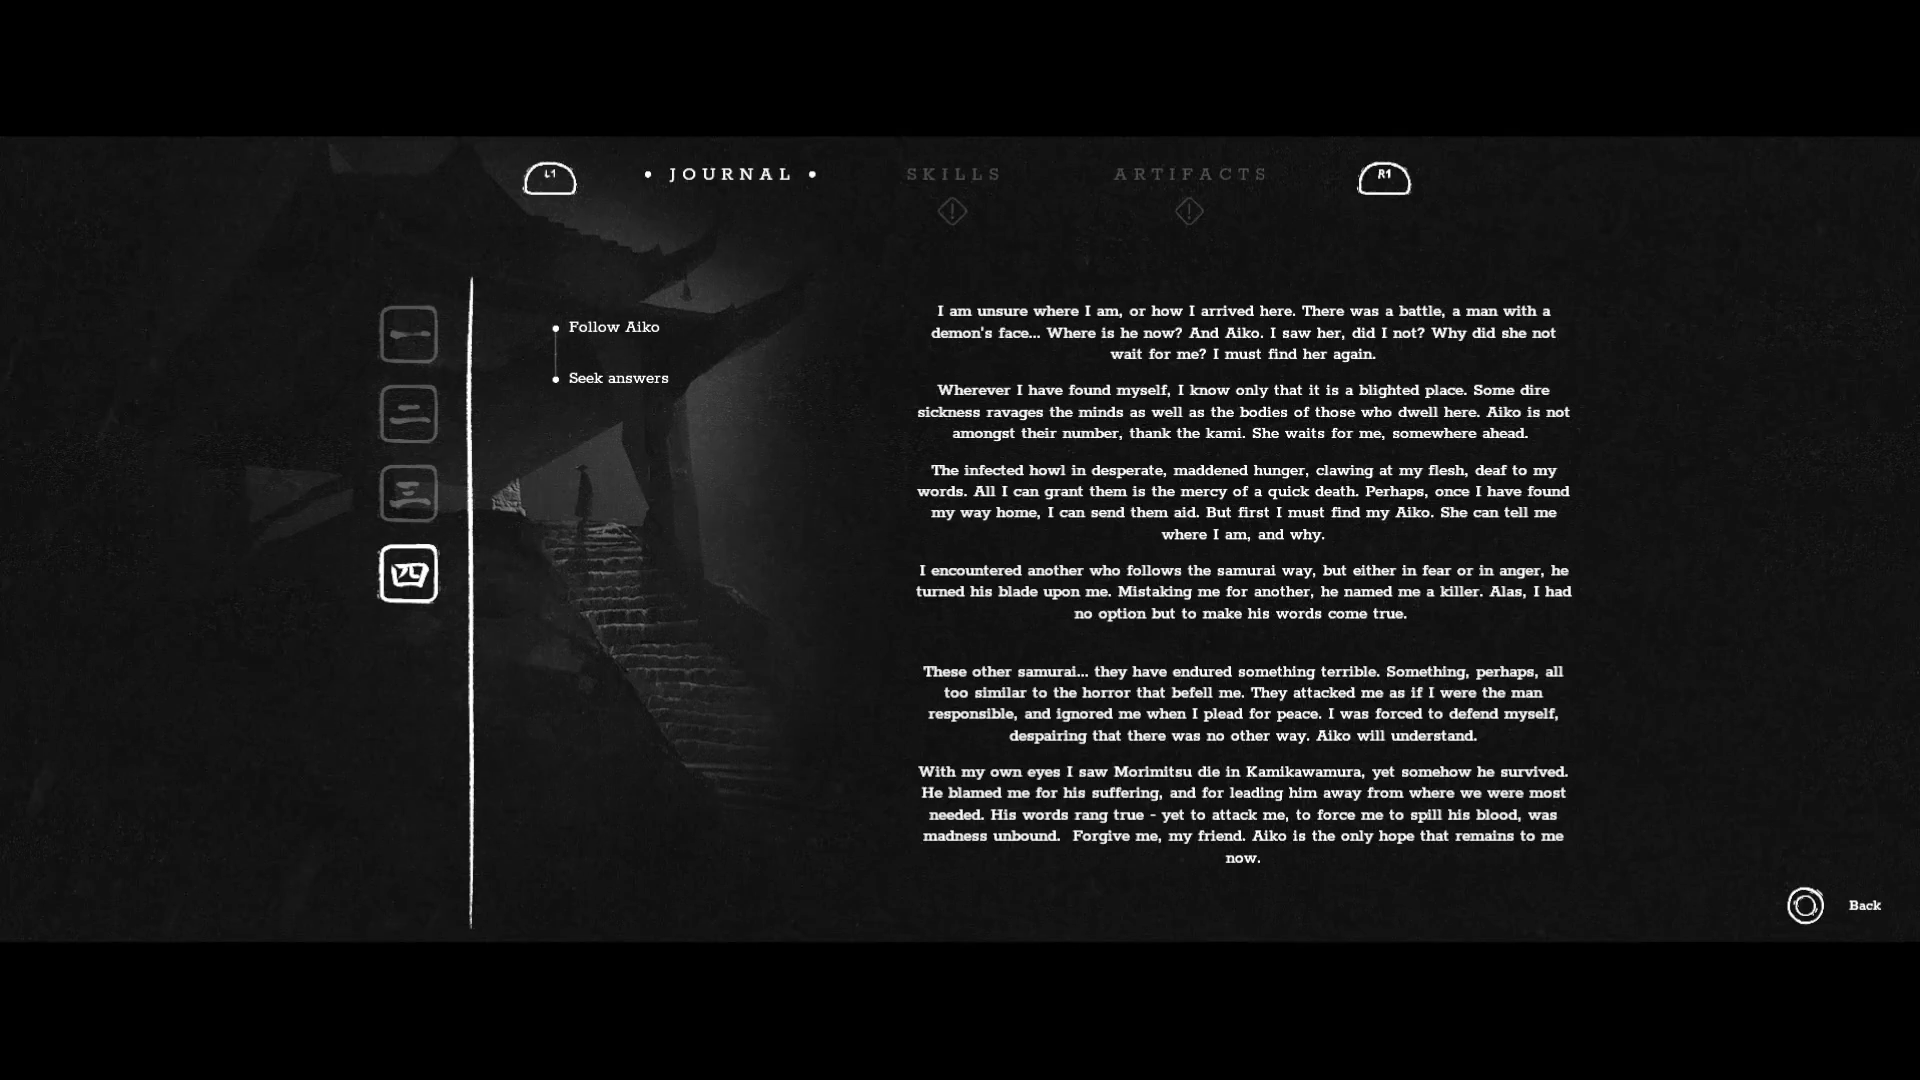 L1
• JOURNAL •
SKILLS
ARTIFACTS
R1
!
!
一
二
三
四
Follow Aiko
Seek answers
I am unsure where I am, or how I arrived here. There was a battle, a man with a
demon's face... Where is he now? And Aiko. I saw her, did I not? Why did she not
wait for me? I must find her again.
Wherever I have found myself, I know only that it is a blighted place. Some dire
sickness ravages the minds as well as the bodies of those who dwell here. Aiko is not
amongst their number, thank the kami. She waits for me, somewhere ahead.
The infected howl in desperate, maddened hunger, clawing at my flesh, deaf to my
words. All I can grant them is the mercy of a quick death. Perhaps, once I have found
my way home, I can send them aid. But first I must find my Aiko. She can tell me
where I am, and why.
I encountered another who follows the samurai way, but either in fear or in anger, he
turned his blade upon me. Mistaking me for another, he named me a killer. Alas, I had
no option but to make his words come true.
These other samurai... they have endured something terrible. Something, perhaps, all
too similar to the horror that befell me. They attacked me as if I were the man
responsible, and ignored me when I plead for peace. I was forced to defend myself,
despairing that there was no other way. Aiko will understand.
With my own eyes I saw Morimitsu die in Kamikawamura, yet somehow he survived.
He blamed me for his suffering, and for leading him away from where we were most
needed. His words rang true - yet to attack me, to force me to spill his blood, was
madness unbound.  Forgive me, my friend. Aiko is the only hope that remains to me
now.
Back